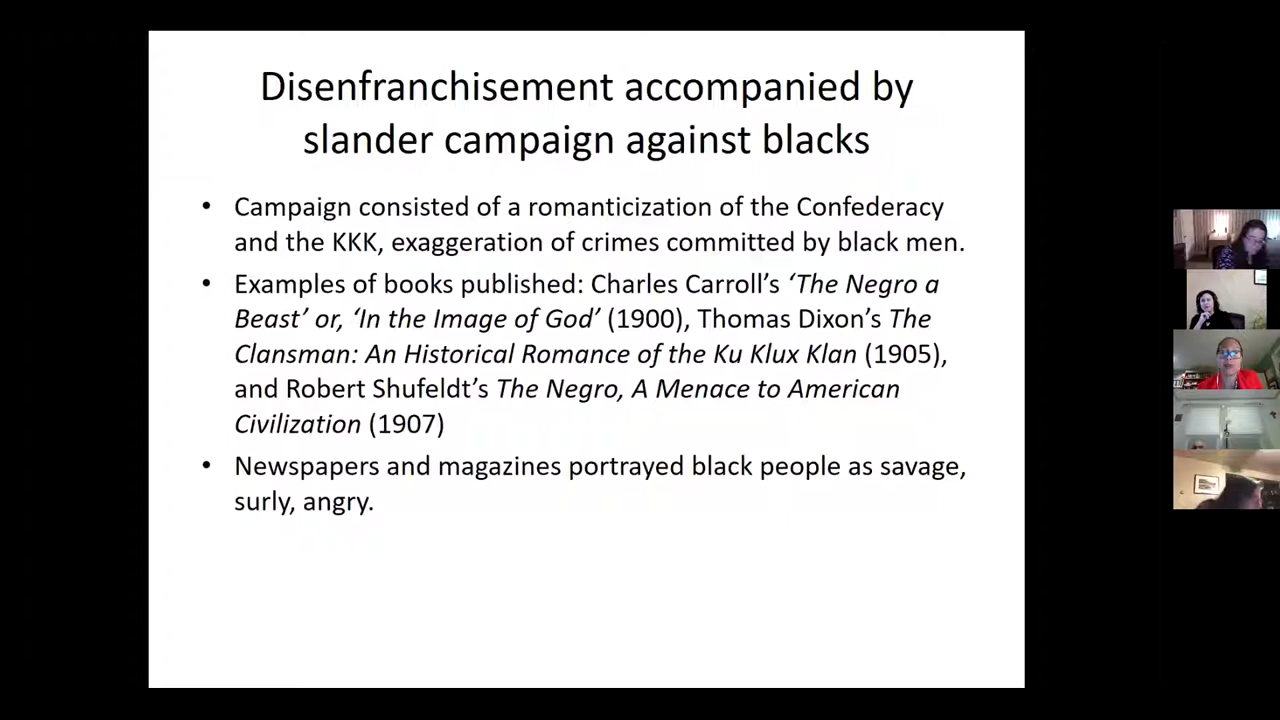 Disenfranchisement accompanied by
slander campaign against blacks
• Campaign consisted of a romanticization of the Confederacy
and the KKK, exaggeration of crimes committed by black men.
• Examples of books published: Charles Carroll’s ‘The Negro a
Beast’ or, ‘In the Image of God’ (1900), Thomas Dixon’s The
Clansman: An Historical Romance of the Ku Klux Klan (1905),
and Robert Shufeldt’s The Negro, A Menace to American
Civilization (1907)
• Newspapers and magazines portrayed black people as savage,
surly, angry.